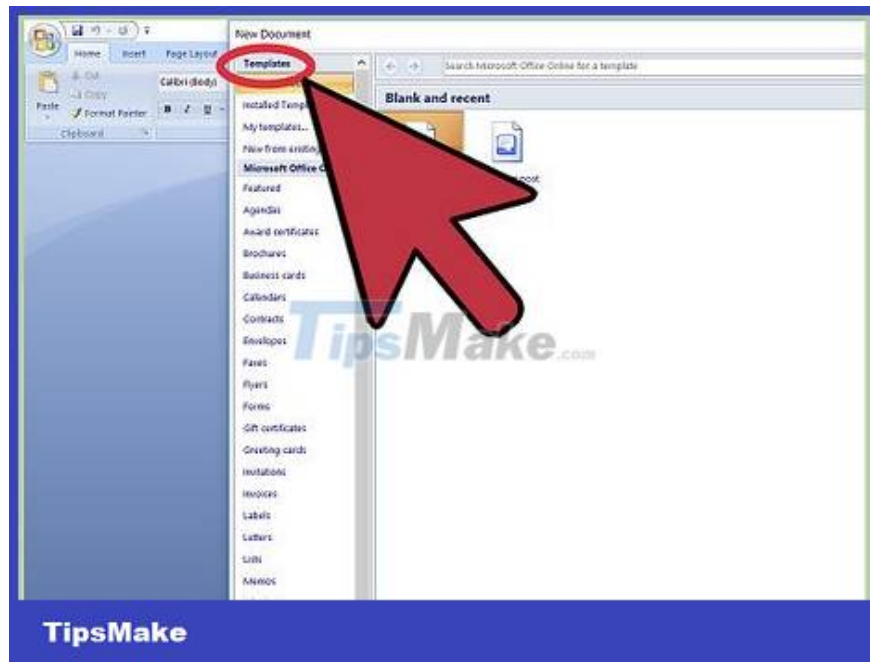 New Document
Home Insert Page Layout
Templates
Search Microsoft Office Online for a template
Cut
Calibri (Body)
Blank and recent
Copy
Installed Templ
Paste
Format Painter
B I U
My templates...
Clipboard
New from existing
Microsoft Office O
post
Featured
Agendas
Award certificates
Brochures
Business cards
Calendars
Contracts
TipsMake.com
Envelopes
Faxes
Flyers
Forms
Gift certificates
Greeting cards
Invitations
Invoices
Labels
Letters
Lists
Memos
TipsMake